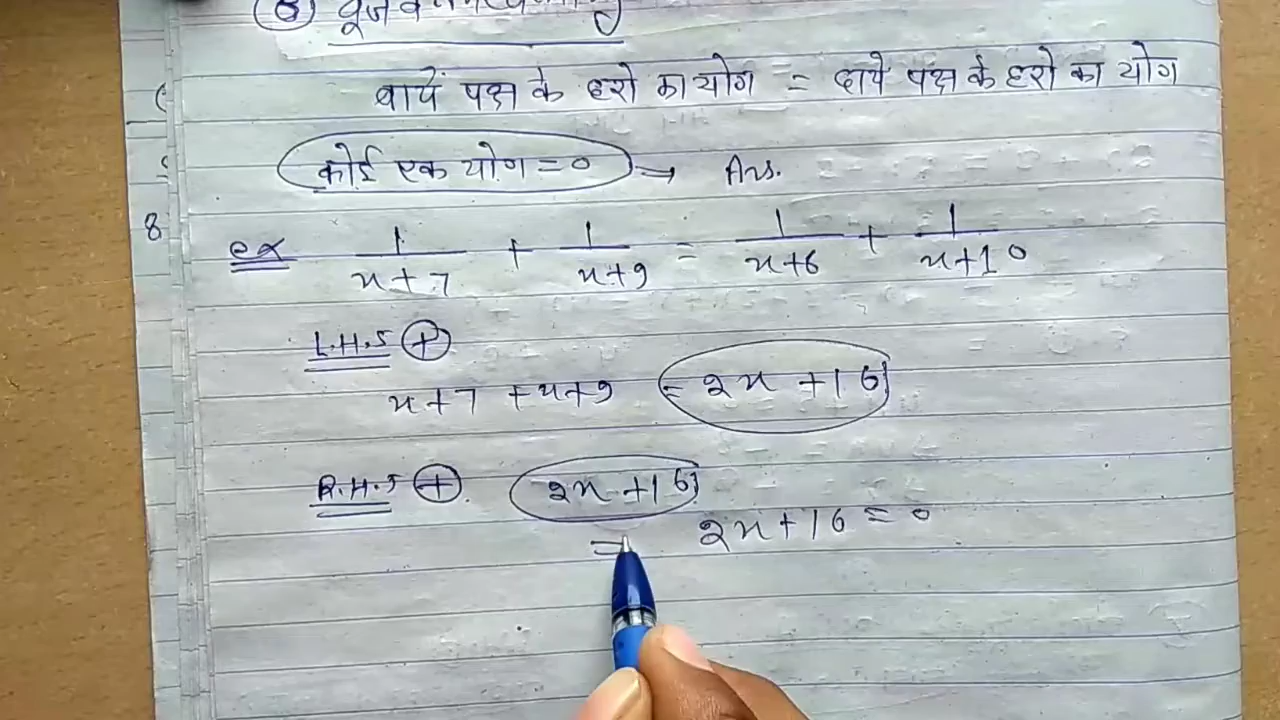 (6)
वायें पक्ष के हरो का योग = दायें पक्ष के हरो का योग
कोई एक योग = 0 → Ans.
8
ex 1/(x+7) + 1/(x+9) = 1/(x+6) + 1/(x+10)
L.H.S (+)
x+7 +x+9 = 2x +16
R.H.S (+) 2x +16
= 2x+16 = 0